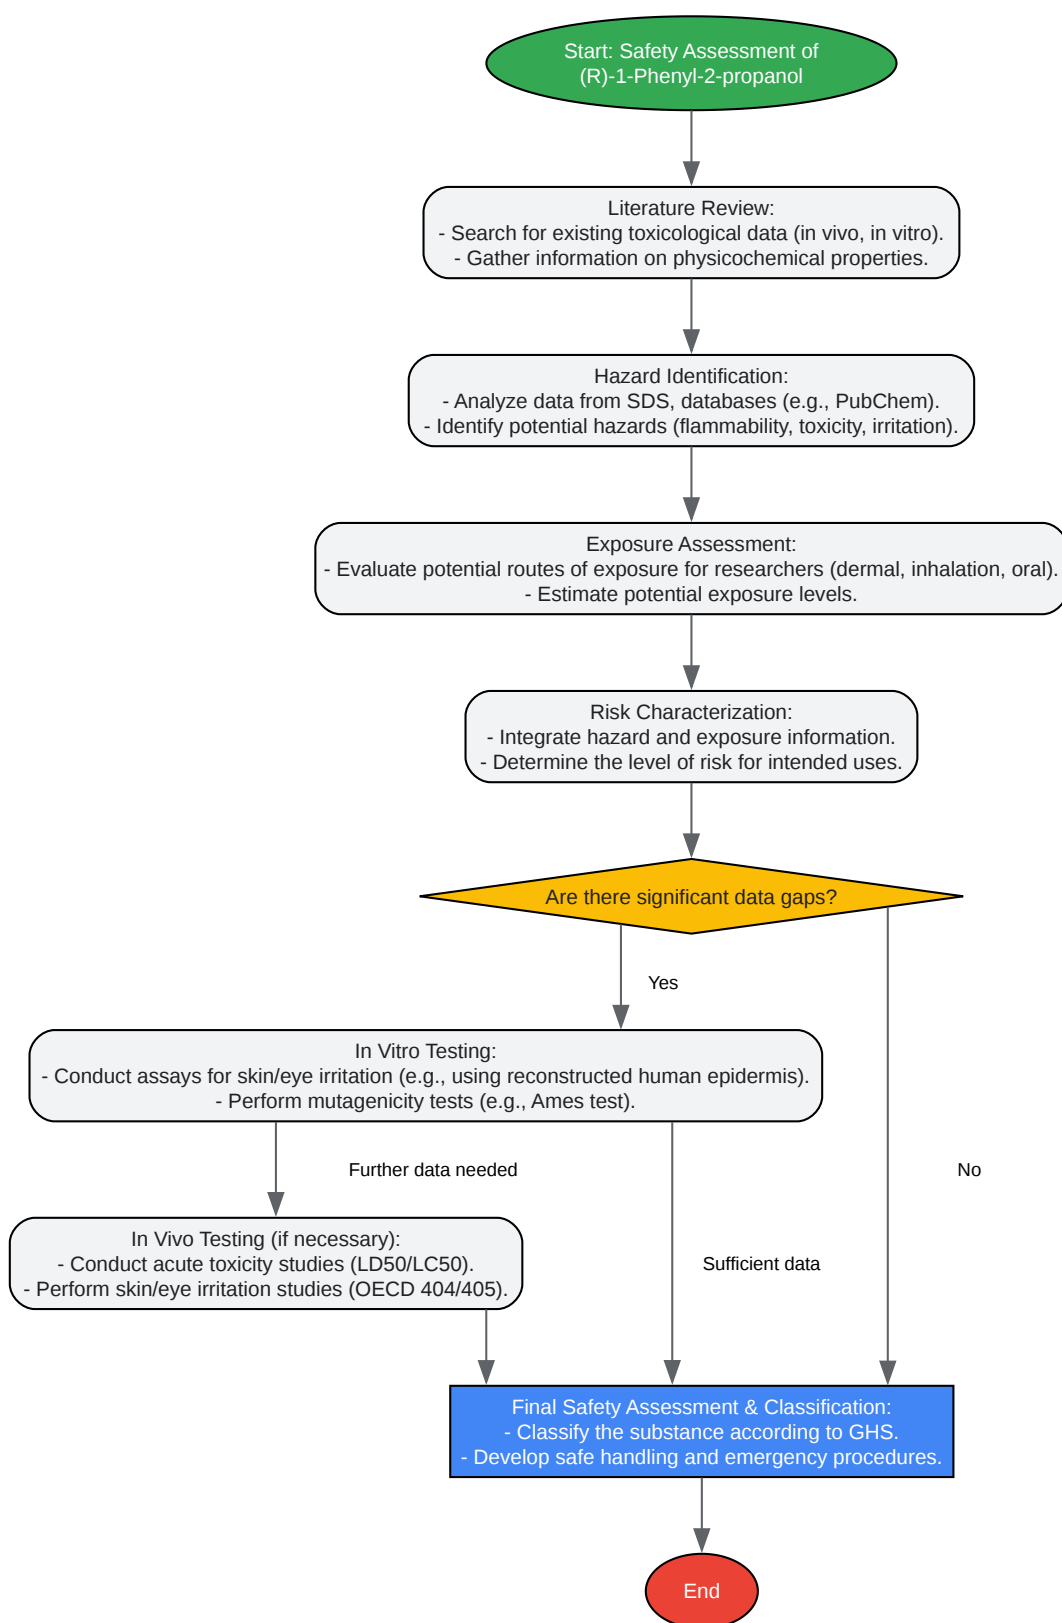 Start: Safety Assessment of
(R)-1-Phenyl-2-propanol
Literature Review:
- Search for existing toxicological data (in vivo, in vitro).
- Gather information on physicochemical properties.
Hazard Identification:
- Analyze data from SDS, databases (e.g., PubChem).
- Identify potential hazards (flammability, toxicity, irritation).
Exposure Assessment:
- Evaluate potential routes of exposure for researchers (dermal, inhalation, oral).
- Estimate potential exposure levels.
Risk Characterization:
- Integrate hazard and exposure information.
- Determine the level of risk for intended uses.
Are there significant data gaps?
Yes
In Vitro Testing:
- Conduct assays for skin/eye irritation (e.g., using reconstructed human epidermis).
- Perform mutagenicity tests (e.g., Ames test).
Further data needed
No
In Vivo Testing (if necessary):
- Conduct acute toxicity studies (LD50/LC50).
- Perform skin/eye irritation studies (OECD 404/405).
Sufficient data
Final Safety Assessment & Classification:
- Classify the substance according to GHS.
- Develop safe handling and emergency procedures.
End